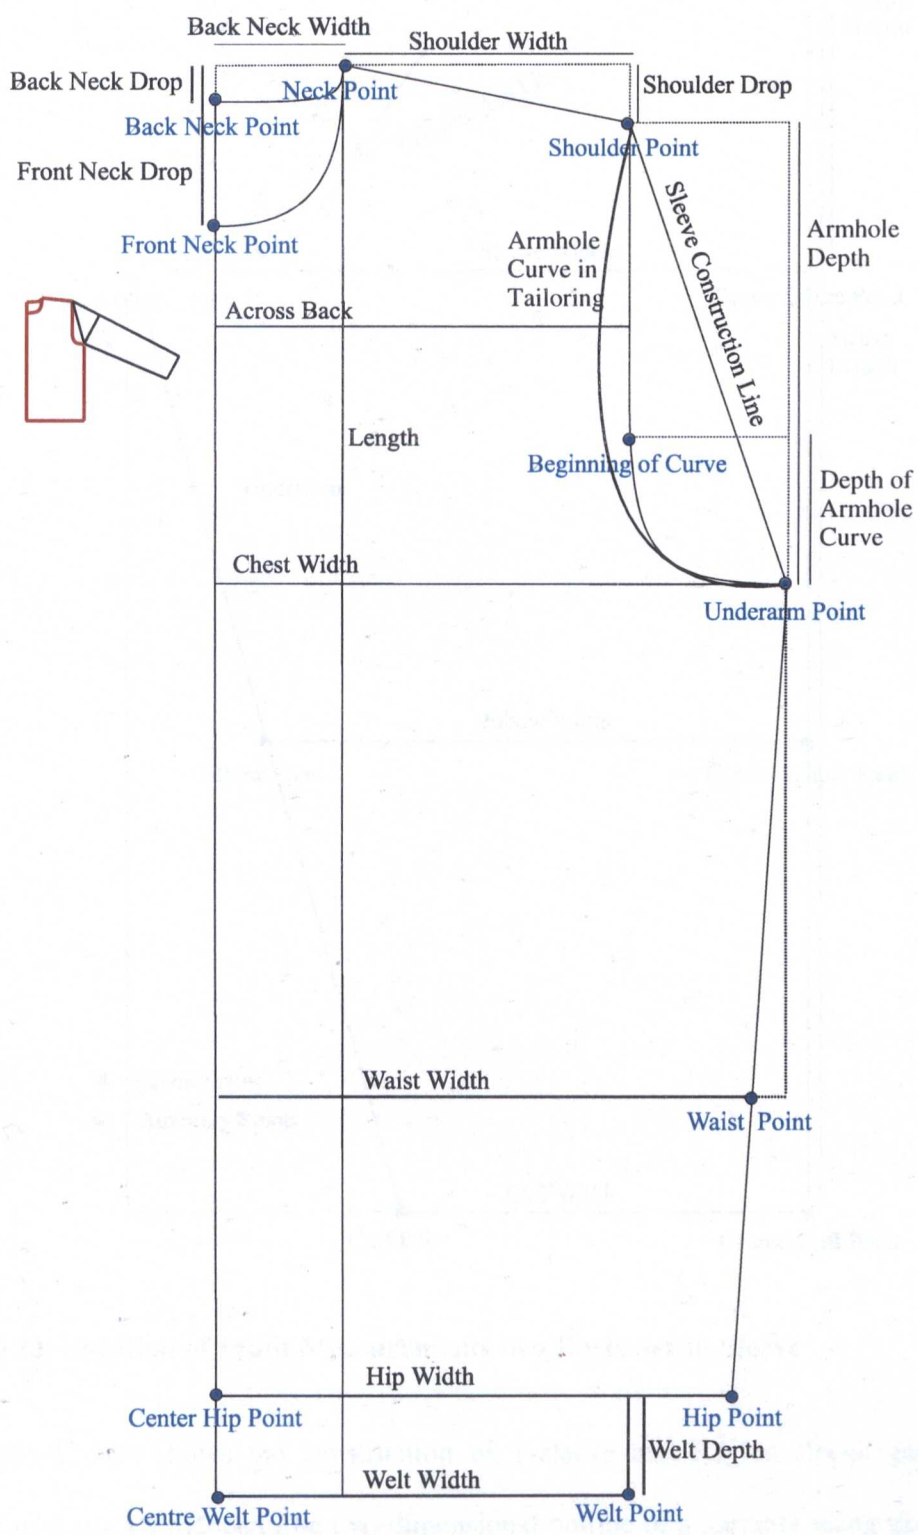 Back Neck Width
Shoulder Width
Back Neck Drop
Neck Point
Shoulder Drop
Back Neck Point
Shoulder Point
Front Neck Drop
Front Neck Point
Armhole
Curve in
Tailoring
Sleeve Construction Line
Armhole
Depth
Across Back
Length
Beginning of Curve
Depth of
Armhole
Curve
Chest Width
Underarm Point
Waist Width
Waist Point
Hip Width
Center Hip Point
Hip Point
Welt Depth
Welt Width
Centre Welt Point
Welt Point